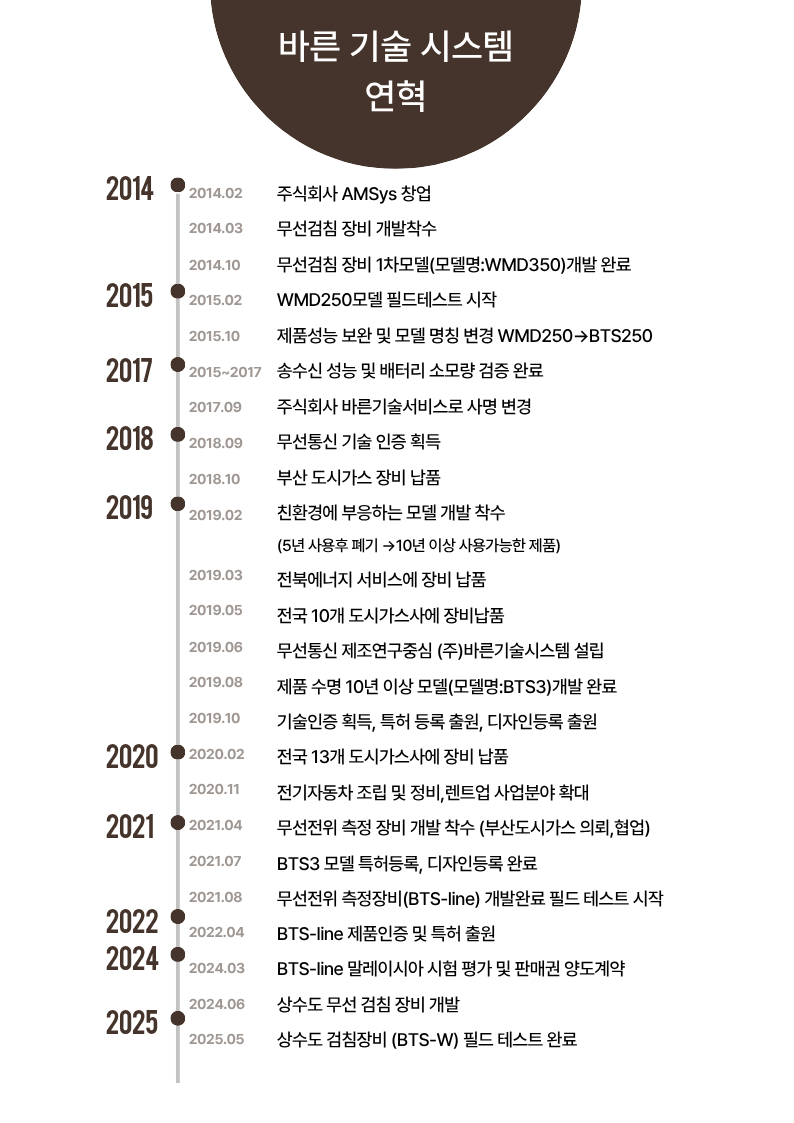 바른 기술 시스템
연혁
2014
2014.02 주식회사 AMSys 창업
2014.03 무선검침 장비 개발착수
2014.10 무선검침 장비 1차모델(모델명:WMD350)개발 완료
2015
2015.02 WMD250모델 필드테스트 시작
2015.10 제품성능 보완 및 모델 명칭 변경 WMD250→BTS250
2017
2015~2017 송수신 성능 및 배터리 소모량 검증 완료
2017.09 주식회사 바른기술서비스로 사명 변경
2018
2018.09 무선통신 기술 인증 획득
2018.10 부산 도시가스 장비 납품
2019
2019.02 친환경에 부응하는 모델 개발 착수
(5년 사용후 폐기 →10년 이상 사용가능한 제품)
2019.03 전북에너지 서비스에 장비 납품
2019.05 전국 10개 도시가스사에 장비납품
2019.06 무선통신 제조연구중심 (주)바른기술시스템 설립
2019.08 제품 수명 10년 이상 모델(모델명:BTS3)개발 완료
2019.10 기술인증 획득, 특허 등록 출원, 디자인등록 출원
2020
2020.02 전국 13개 도시가스사에 장비 납품
2020.11 전기자동차 조립 및 정비,렌트업 사업분야 확대
2021
2021.04 무선전위 측정 장비 개발 착수 (부산도시가스 의뢰,협업)
2021.07 BTS3 모델 특허등록, 디자인등록 완료
2021.08 무선전위 측정장비(BTS-line) 개발완료 필드 테스트 시작
2022
2022.04 BTS-line 제품인증 및 특허 출원
2024
2024.03 BTS-line 말레이시아 시험 평가 및 판매권 양도계약
2024.06 상수도 무선 검침 장비 개발
2025
2025.05 상수도 검침장비 (BTS-W) 필드 테스트 완료